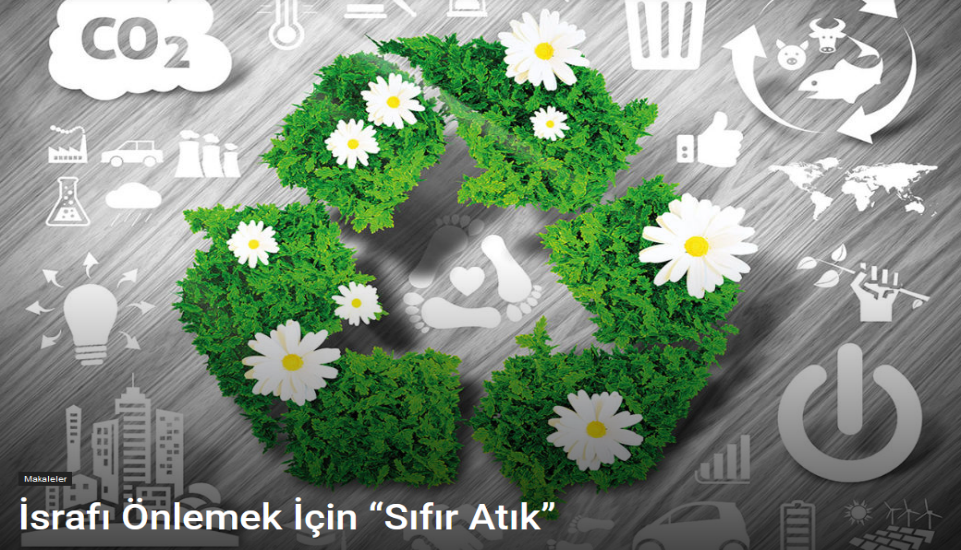 CO2
Makaleler
İsrafı Önlemek İçin “Sıfır Atık”